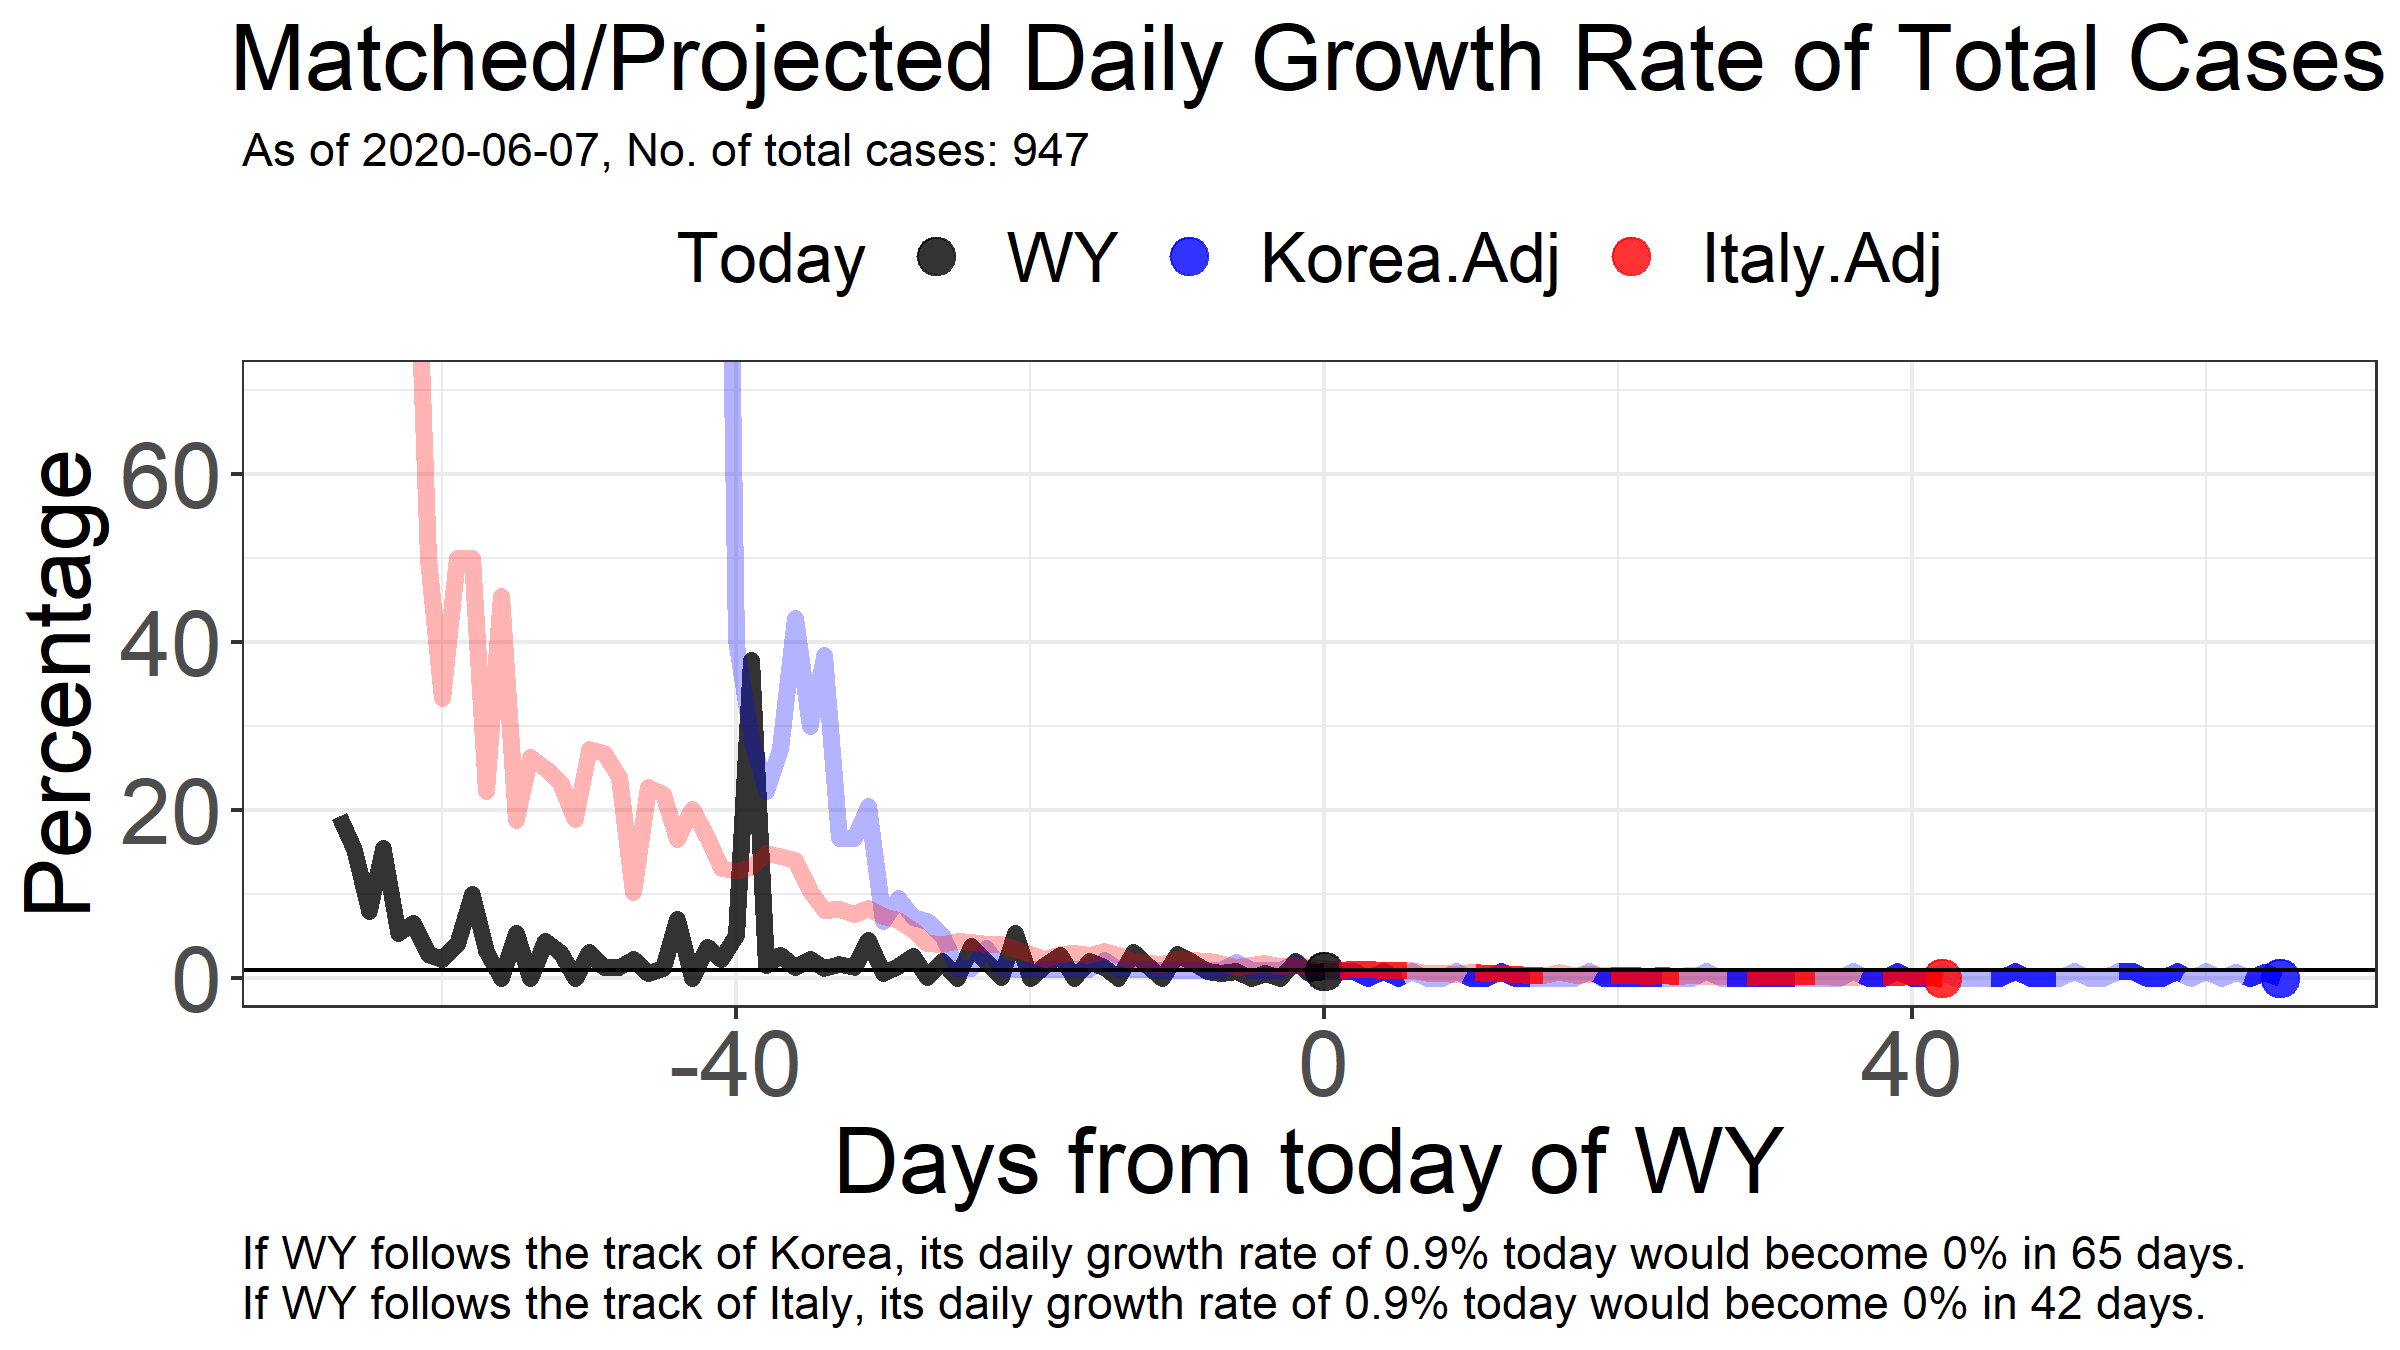 Matched/Projected Daily Growth Rate of Total Cases
As of 2020-06-07, No. of total cases: 947
Today WY Korea.Adj Italy.Adj
Percentage
60
40
20
0
-40 0 40
Days from today of WY
If WY follows the track of Korea, its daily growth rate of 0.9% today would become 0% in 65 days.
If WY follows the track of Italy, its daily growth rate of 0.9% today would become 0% in 42 days.